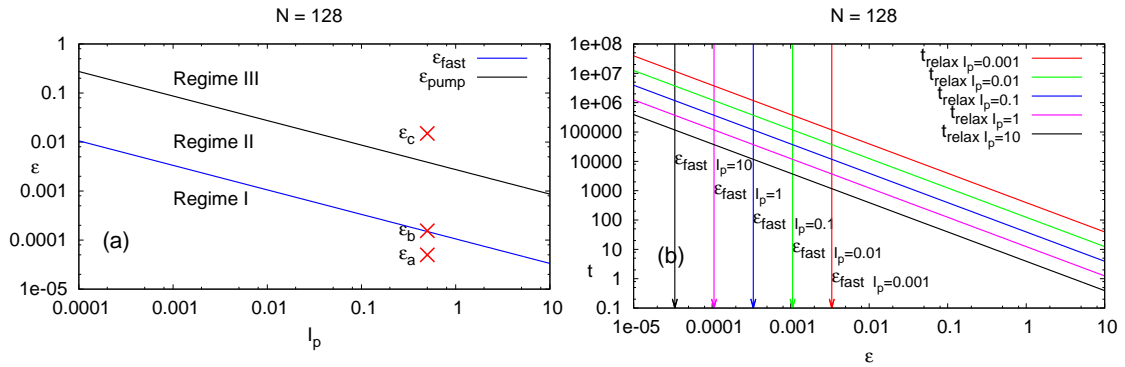 N = 128
1
0.1
0.01
ε
0.001
0.0001
1e-05
0.0001
0.001
0.01
0.1
1
10
I_p
ε_fast
ε_pump
Regime III
Regime II
Regime I
ε_c
ε_b
ε_a
(a)
N = 128
1e+08
1e+07
1e+06
100000
10000
1000
100
10
t
1
0.1
1e-05
0.0001
0.001
0.01
0.1
1
10
ε
t_relax I_p=0.001
t_relax I_p=0.01
t_relax I_p=0.1
t_relax I_p=1
t_relax I_p=10
ε_fast I_p=10
ε_fast I_p=1
ε_fast I_p=0.1
ε_fast I_p=0.01
ε_fast I_p=0.001
(b)